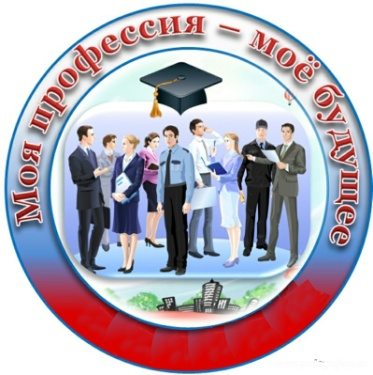 Моя профессия – моё будущее